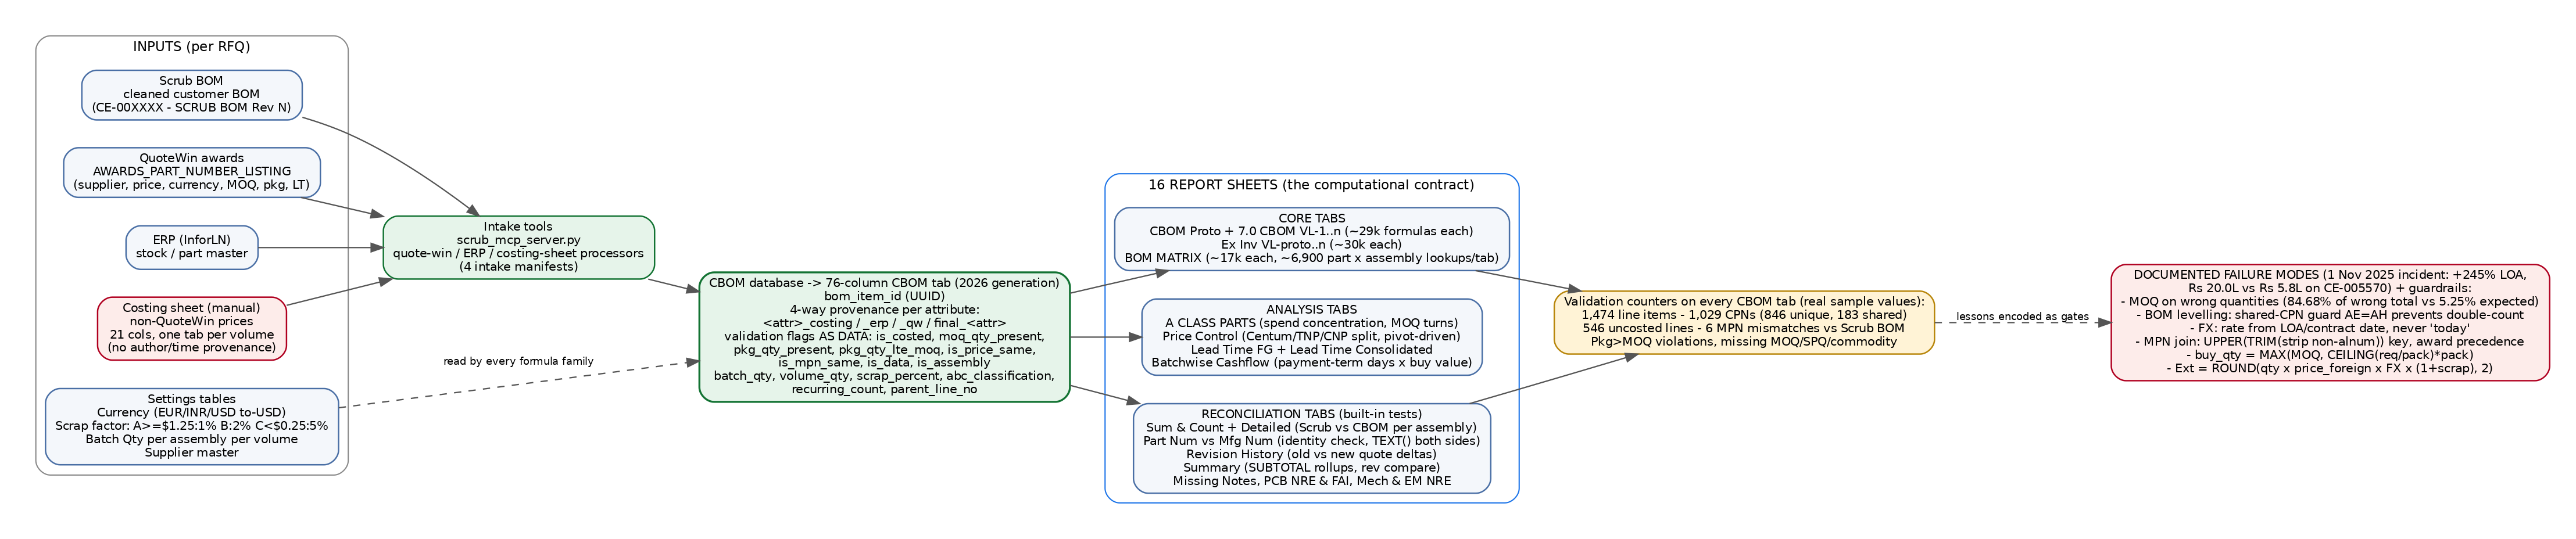 INPUTS (per RFQ)
Scrub BOM
cleaned customer BOM
(CE-00XXXX - SCRUB BOM Rev N)
QuoteWin awards
AWARDS_PART_NUMBER_LISTING
(supplier, price, currency, MOQ, pkg, LT)
ERP (InforLN)
stock / part master
Costing sheet (manual)
non-QuoteWin prices
21 cols, one tab per volume
(no author/time provenance)
Settings tables
Currency (EUR/INR/USD to-USD)
Scrap factor: A>=$1.25:1% B:2% C<$0.25:5%
Batch Qty per assembly per volume
Supplier master
Intake tools
scrub_mcp_server.py
quote-win / ERP / costing-sheet processors
(4 intake manifests)
read by every formula family
CBOM database -> 76-column CBOM tab (2026 generation)
bom_item_id (UUID)
4-way provenance per attribute:
<attr>_costing / _erp / _qw / final_<attr>
validation flags AS DATA: is_costed, moq_qty_present,
pkg_qty_present, pkg_qty_lte_moq, is_price_same,
is_mpn_same, is_data, is_assembly
batch_qty, volume_qty, scrap_percent, abc_classification,
recurring_count, parent_line_no
16 REPORT SHEETS (the computational contract)
CORE TABS
CBOM Proto + 7.0 CBOM VL-1..n (~29k formulas each)
Ex Inv VL-proto..n (~30k each)
BOM MATRIX (~17k each, ~6,900 part x assembly lookups/tab)
ANALYSIS TABS
A CLASS PARTS (spend concentration, MOQ turns)
Price Control (Centum/TNP/CNP split, pivot-driven)
Lead Time FG + Lead Time Consolidated
Batchwise Cashflow (payment-term days x buy value)
RECONCILIATION TABS (built-in tests)
Sum & Count + Detailed (Scrub vs CBOM per assembly)
Part Num vs Mfg Num (identity check, TEXT() both sides)
Revision History (old vs new quote deltas)
Summary (SUBTOTAL rollups, rev compare)
Missing Notes, PCB NRE & FAI, Mech & EM NRE
Validation counters on every CBOM tab (real sample values):
1,474 line items - 1,029 CPNs (846 unique, 183 shared)
546 uncosted lines - 6 MPN mismatches vs Scrub BOM
Pkg>MOQ violations, missing MOQ/SPQ/commodity
lessons encoded as gates
DOCUMENTED FAILURE MODES (1 Nov 2025 incident: +245% LOA,
Rs 20.0L vs Rs 5.8L on CE-005570) + guardrails:
- MOQ on wrong quantities (84.68% of wrong total vs 5.25% expected)
- BOM levelling: shared-CPN guard AE=AH prevents double-count
- FX: rate from LOA/contract date, never 'today'
- MPN join: UPPER(TRIM(strip non-alnum)) key, award precedence
- buy_qty = MAX(MOQ, CEILING(req/pack)*pack)
- Ext = ROUND(qty x price_foreign x FX x (1+scrap), 2)